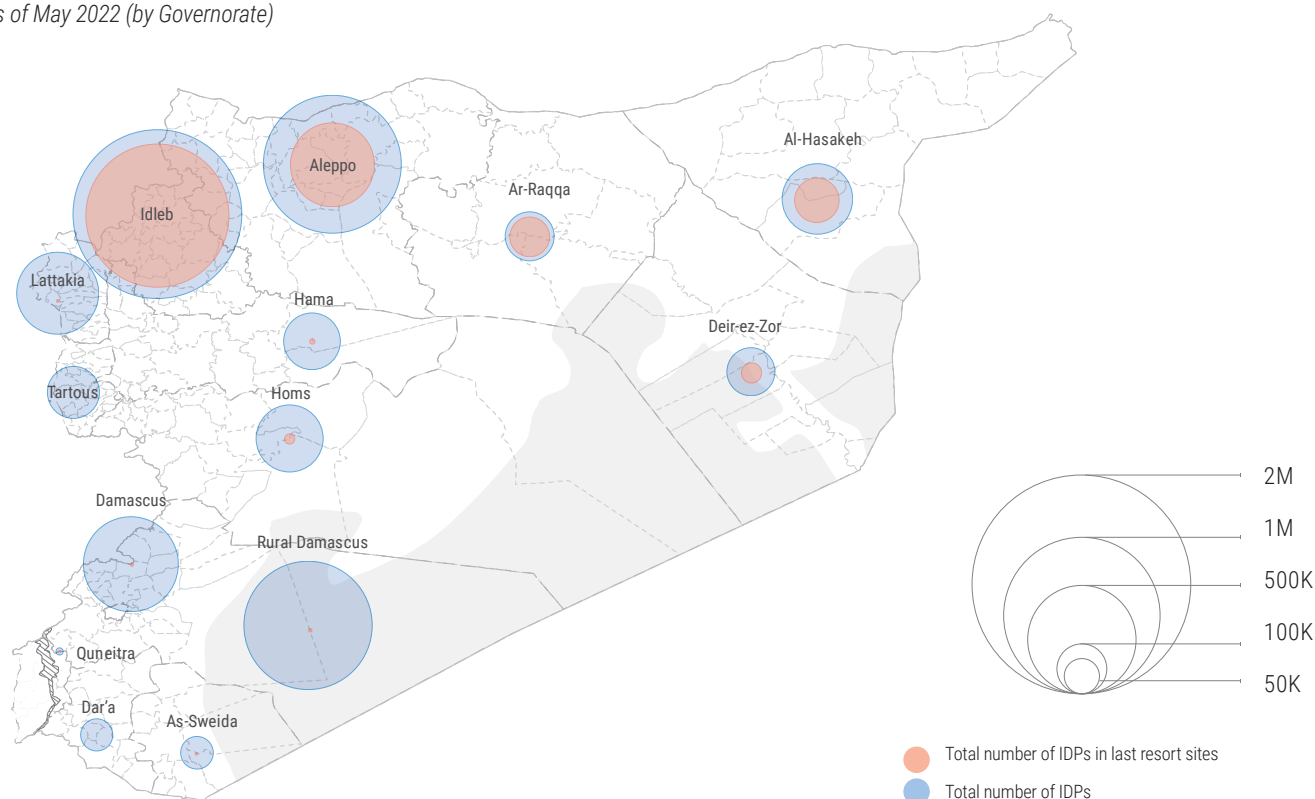 s of May 2022 (by Governorate)
Al-Hasakeh
Aleppo
Ar-Raqqa
Idleb
Lattakia
Hama
Deir-ez-Zor
Tartous
Homs
Damascus
Rural Damascus
Quneitra
Dar'a
As-Sweida
2M
1M
500K
100K
50K
Total number of IDPs in last resort sites
Total number of IDPs